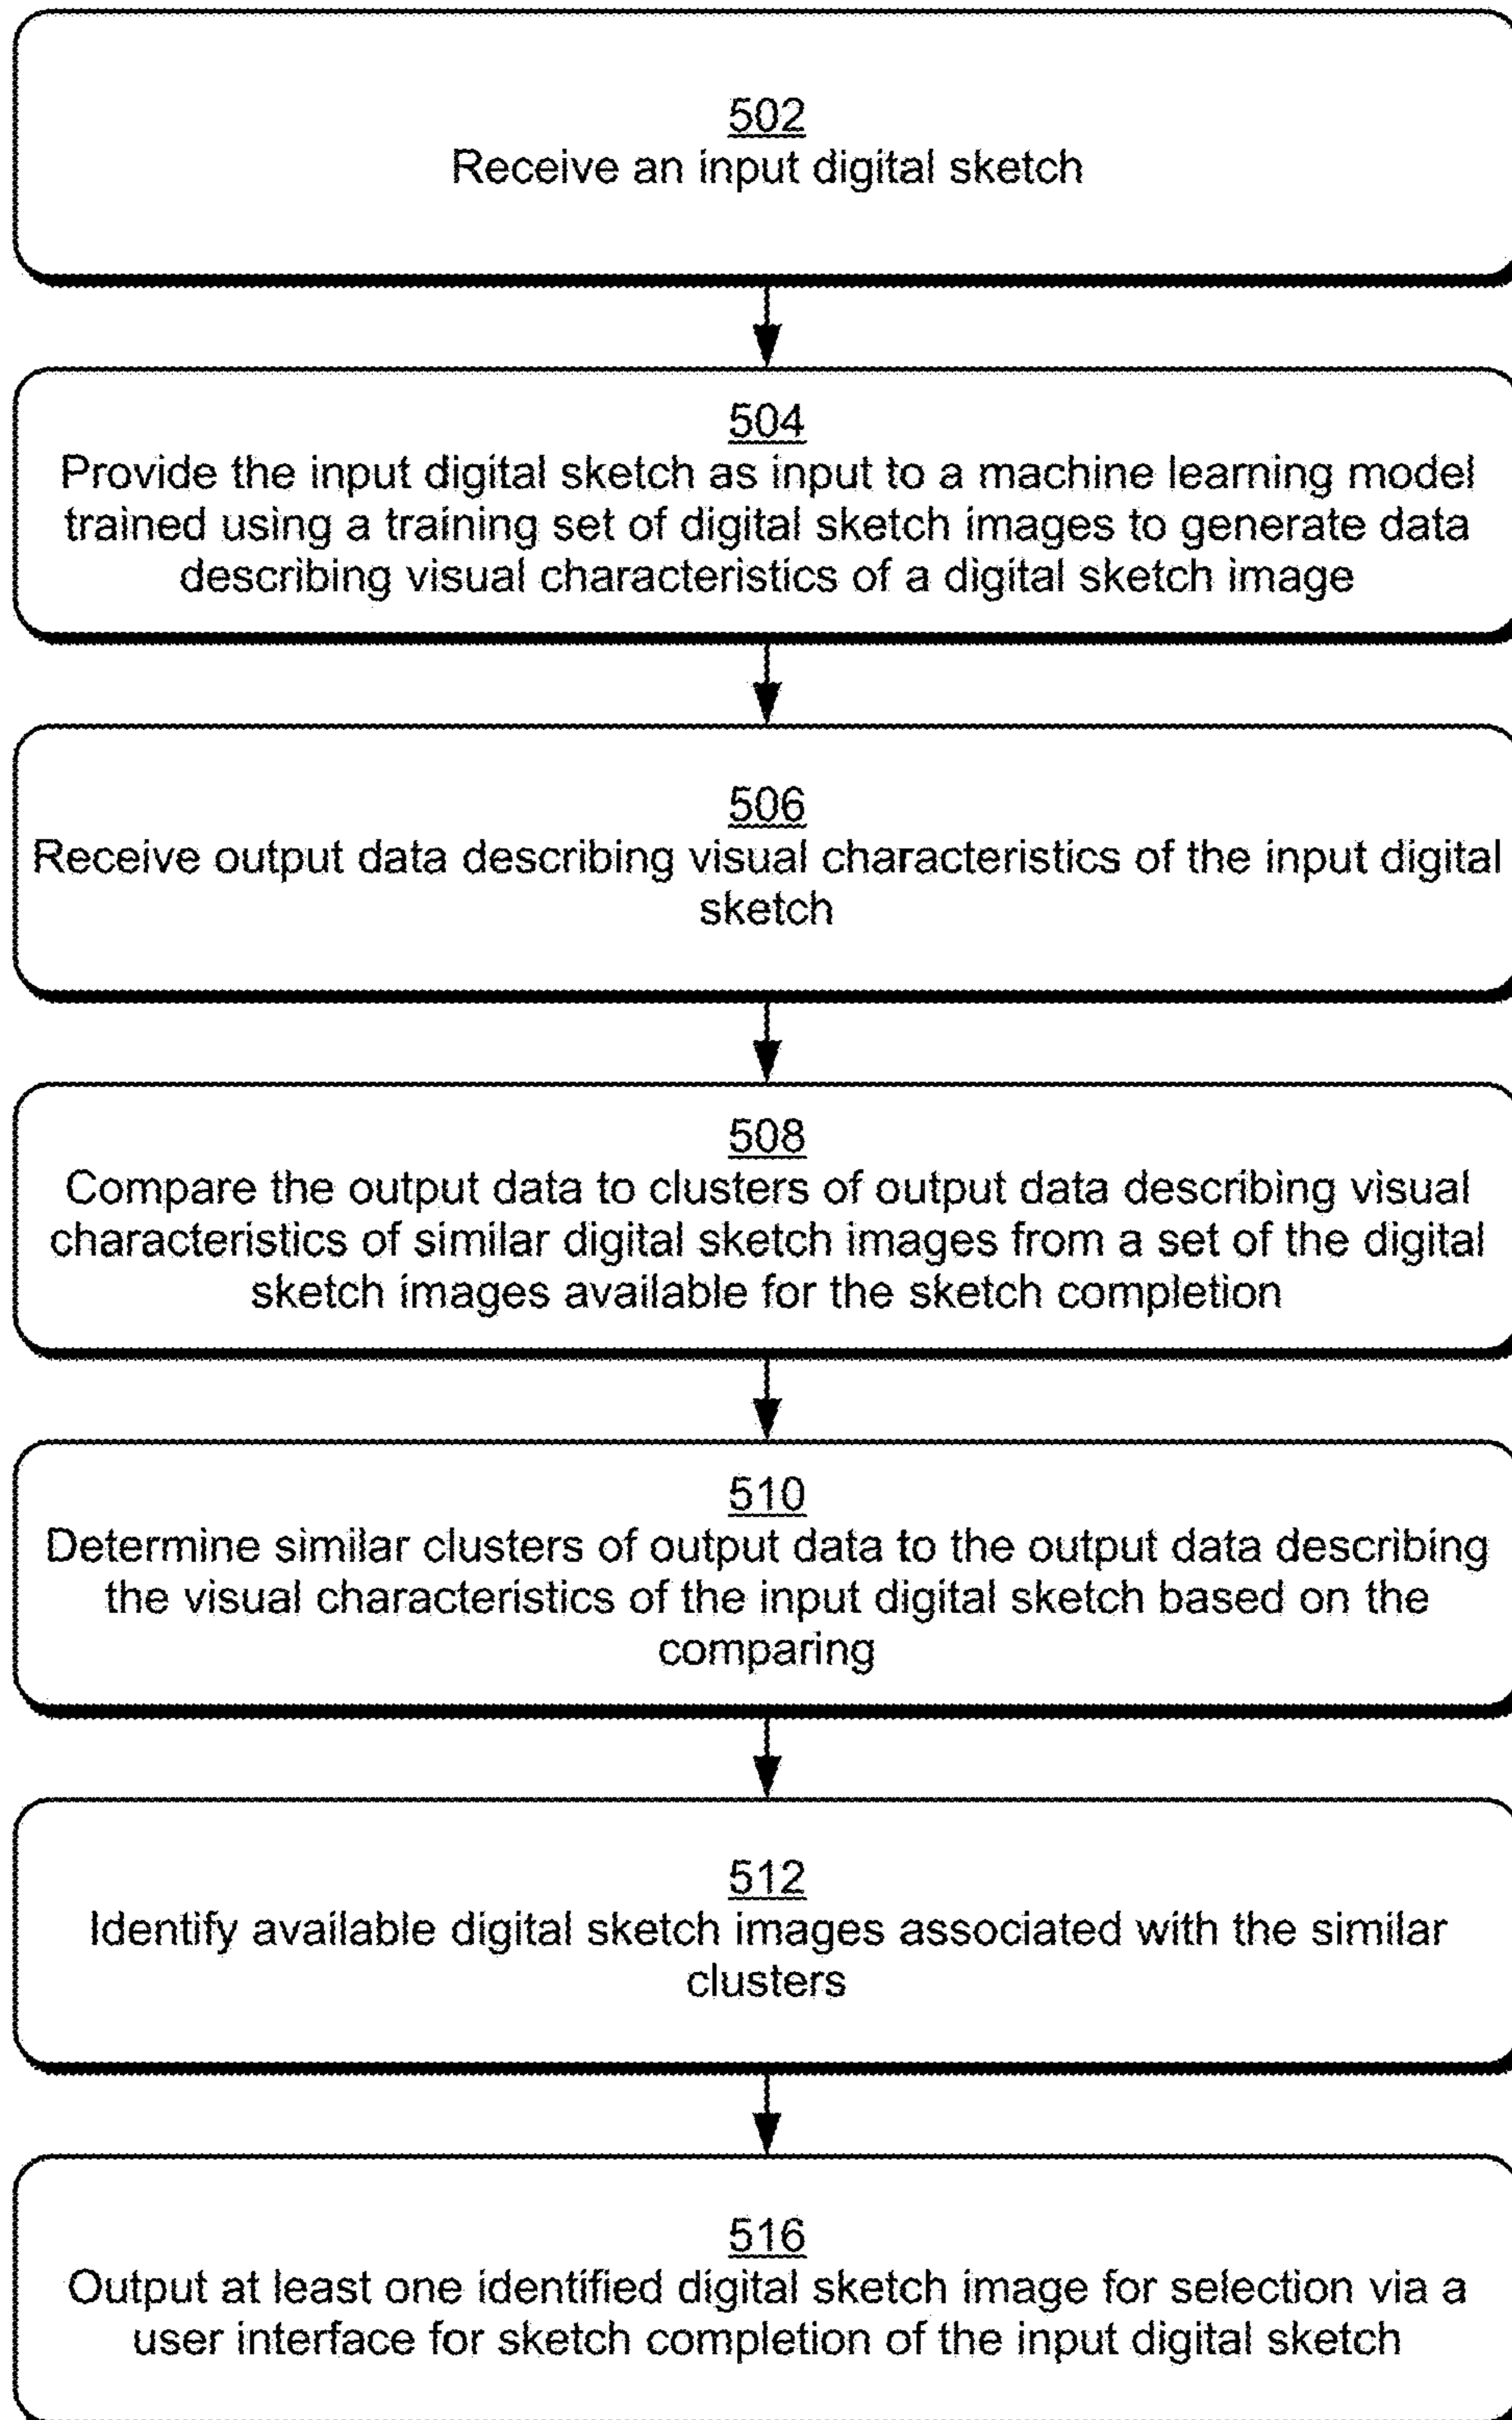 502
Receive an input digital sketch
504
Provide the input digital sketch as input to a machine learning model
trained using a training set of digital sketch images to generate data
describing visual characteristics of a digital sketch image
506
Receive output data describing visual characteristics of the input digital
sketch
508
Compare the output data to clusters of output data describing visual
characteristics of similar digital sketch images from a set of the digital
sketch images available for the sketch completion
510
Determine similar clusters of output data to the output data describing
the visual characteristics of the input digital sketch based on the
comparing
512
Identify available digital sketch images associated with the similar
clusters
516
Output at least one identified digital sketch image for selection via a
user interface for sketch completion of the input digital sketch